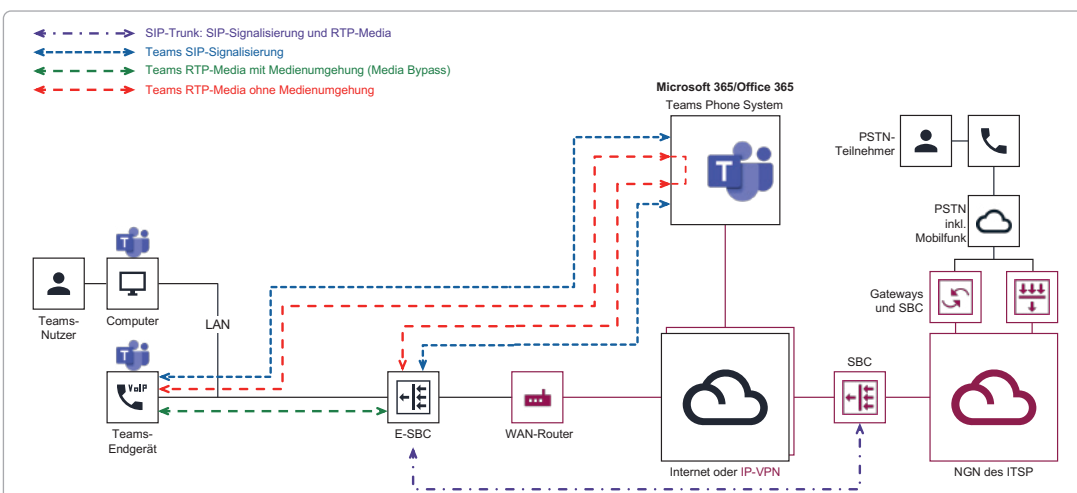 SIP-Trunk: SIP-Signalisierung und RTP-Media
Teams SIP-Signalisierung
Teams RTP-Media mit Medienumgehung (Media Bypass)
Teams RTP-Media ohne Medienumgehung
Microsoft 365/Office 365
Teams Phone System
T
PSTN-
Teilnehmer
PSTN
inkl.
Mobilfunk
Gateways
und SBC
T
Teams-
Nutzer
Computer
LAN
T
VoIP
Teams-
Endgerät
E-SBC
WAN-Router
Internet oder IP-VPN
SBC
NGN des ITSP